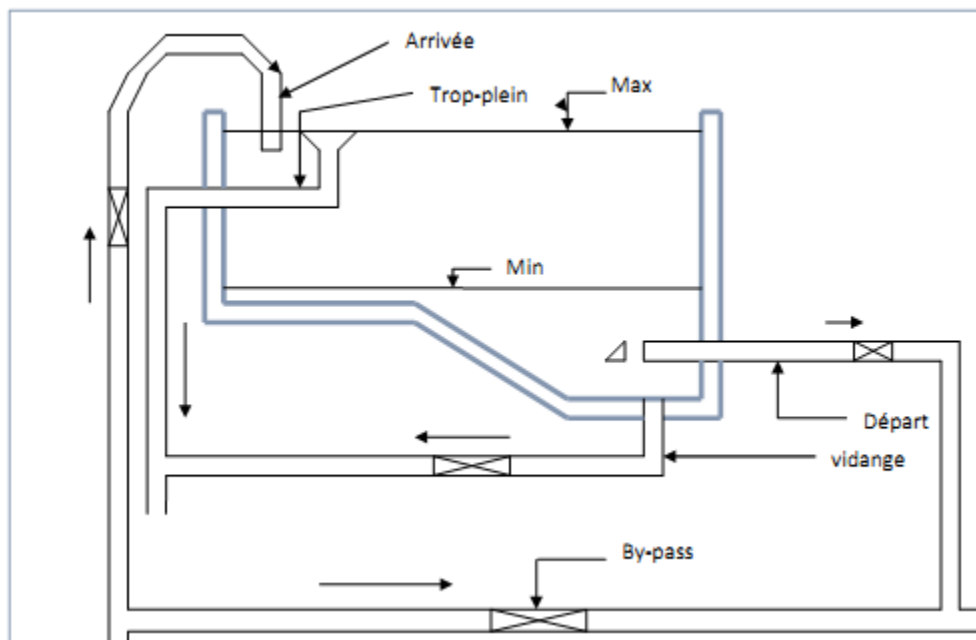 Arrivée
Trop-plein
Max
Min
Départ
vidange
By-pass